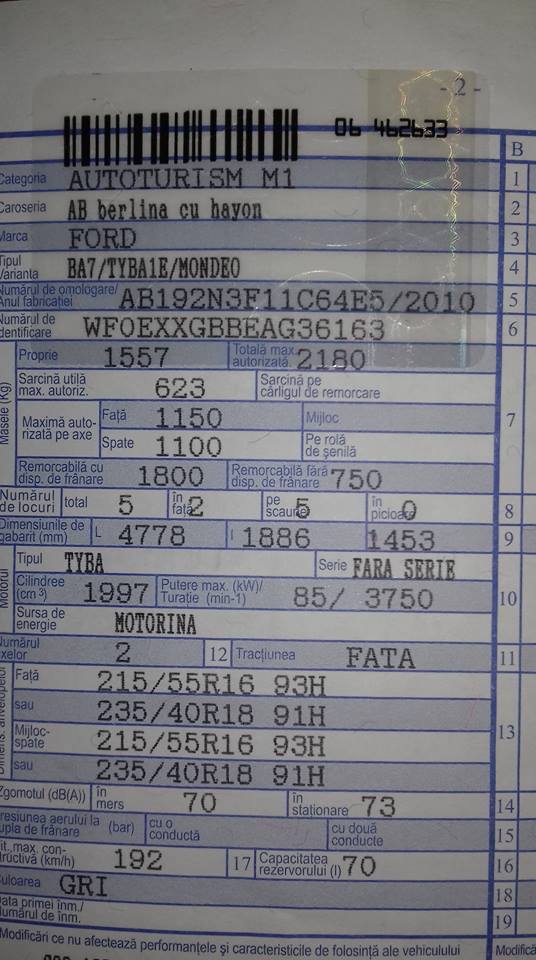 - 2 -
06 462633
B
Categoria AUTOTURISM M1 1
Caroseria AB berlina cu hayon 2
Marca FORD 3
Tipul
Varianta BA7/TYBA1E/MONDEO 4
Numărul de omologare/
Anul fabricației AB192N3F11C64E5/2010 5
Numărul de
identificare WF0EXXGBBEAG36163 6
Masele (Kg) 7
Proprie 1557 Totală max. autorizată. 2180
Sarcină utilă max. autoriz. 623 Sarcină pe cârligul de remorcare
Maximă autorizată pe axe Față 1150 Mijloc
Spate 1100 Pe rolă de șenilă
Remorcabilă cu disp. de frânare 1800 Remorcabilă fără disp. de frânare 750
Numărul de locuri total 5 în față 2 pe scaune 5 în picioare 0 8
Dimensiunile de gabarit (mm) L 4778 l 1886 1453 9
Motorul 10
Tipul TYBA Serie FARA SERIE
Cilindree (cm³) 1997 Putere max. (kW)/ Turație (min-1) 85/ 3750
Sursa de energie MOTORINA
Numărul
axelor 2 12 Tracțiunea FATA 11
Dimens. anvelopelor 13
Față 215/55R16 93H
sau 235/40R18 91H
Mijloc-spate 215/55R16 93H
sau 235/40R18 91H
Zgomotul (dB(A)) în mers 70 în staționare 73 14
presiunea aerului la
cupla de frânare (bar) cu o conductă cu două conducte 15
Vit. max. con-
structivă (km/h) 192 17 Capacitatea rezervorului (l) 70 16
Culoarea GRI 18
Data primei înm./
Numărul de înm. 19
Modificări ce nu afectează performanțele și caracteristicile de folosință ale vehiculului Modifică